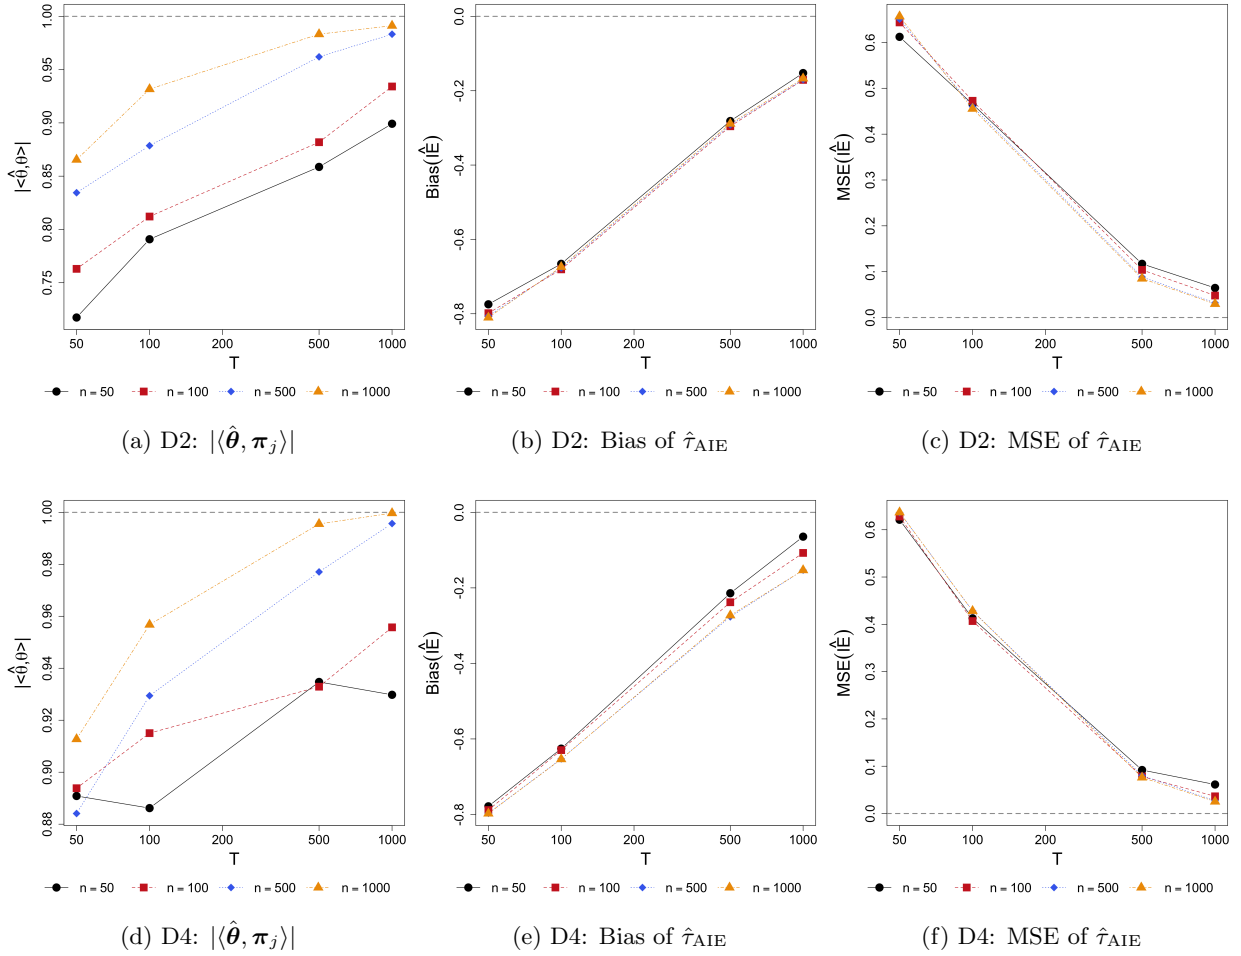 1.00
0.95
0.90
0.85
0.80
0.75
|<θ̂,θ>|
50 100 200 500 1000
T
n = 50 n = 100 n = 500 n = 1000
(a) D2: |⟨θ̂, π_j⟩|
0.0
-0.2
-0.4
-0.6
-0.8
Bias(IÊ)
50 100 200 500 1000
T
n = 50 n = 100 n = 500 n = 1000
(b) D2: Bias of τ̂_AIE
0.6
0.5
0.4
0.3
0.2
0.1
0.0
MSE(IÊ)
50 100 200 500 1000
T
n = 50 n = 100 n = 500 n = 1000
(c) D2: MSE of τ̂_AIE
1.00
0.98
0.96
0.94
0.92
0.90
0.88
|<θ̂,θ>|
50 100 200 500 1000
T
n = 50 n = 100 n = 500 n = 1000
(d) D4: |⟨θ̂, π_j⟩|
0.0
-0.2
-0.4
-0.6
-0.8
Bias(IÊ)
50 100 200 500 1000
T
n = 50 n = 100 n = 500 n = 1000
(e) D4: Bias of τ̂_AIE
0.6
0.5
0.4
0.3
0.2
0.1
0.0
MSE(IÊ)
50 100 200 500 1000
T
n = 50 n = 100 n = 500 n = 1000
(f) D4: MSE of τ̂_AIE